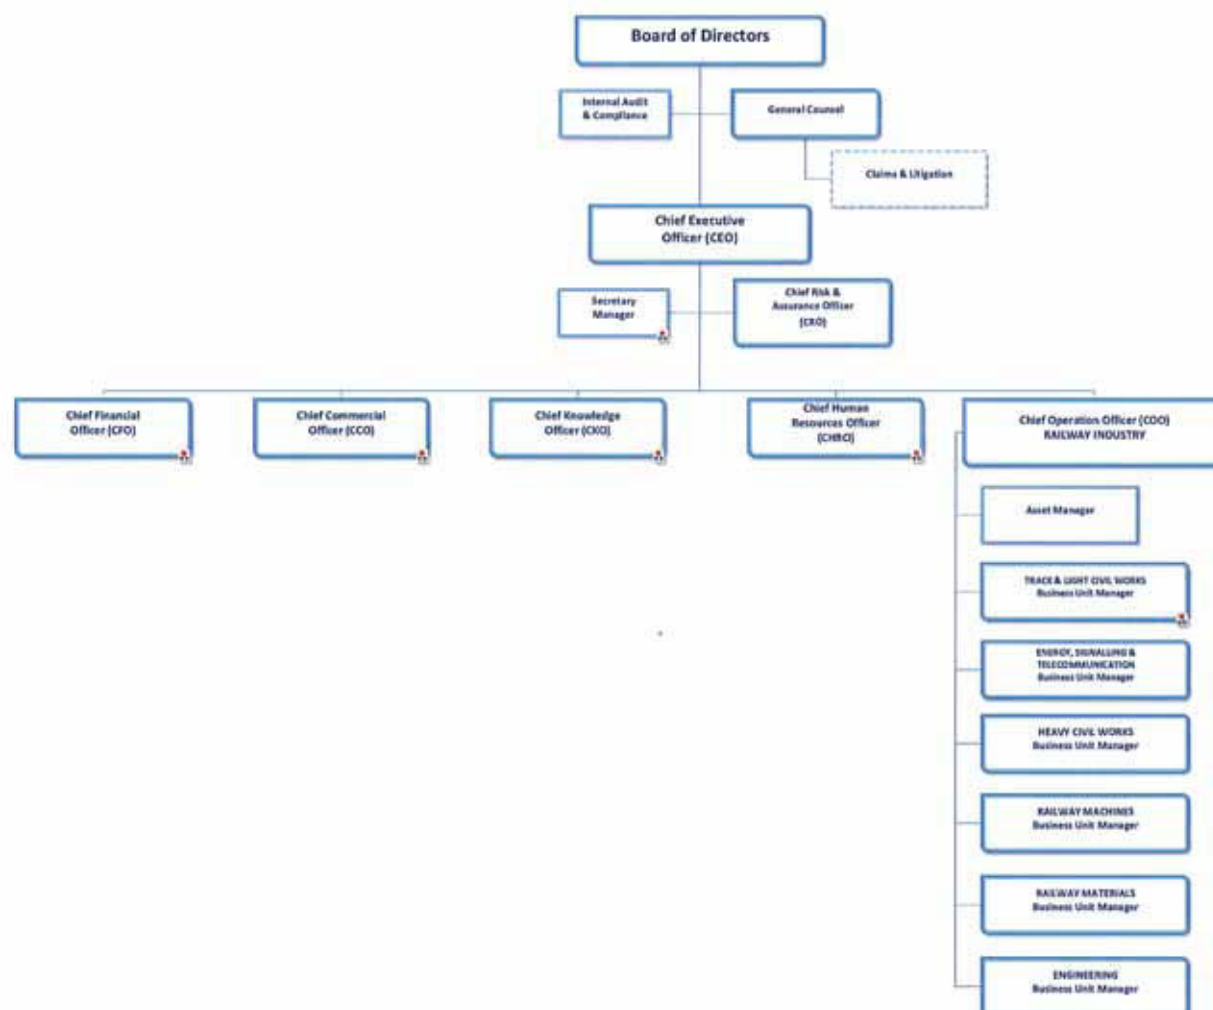 Board of Directors
Internal Audit
& Compliance
General Counsel
Claims & Litigation
Chief Executive
Officer (CEO)
Secretary
Manager
Chief Risk &
Assurance Officer
(CRO)
Chief Financial
Officer (CFO)
Chief Commercial
Officer (CCO)
Chief Knowledge
Officer (CKO)
Chief Human
Resources Officer
(CHRO)
Chief Operation Officer (COO)
RAILWAY INDUSTRY
Asset Manager
TRACK & LIGHT CIVIL WORKS
Business Unit Manager
ENERGY, SIGNALLING &
TELECOMMUNICATION
Business Unit Manager
HEAVY CIVIL WORKS
Business Unit Manager
RAILWAY MACHINES
Business Unit Manager
RAILWAY MATERIALS
Business Unit Manager
ENGINEERING
Business Unit Manager